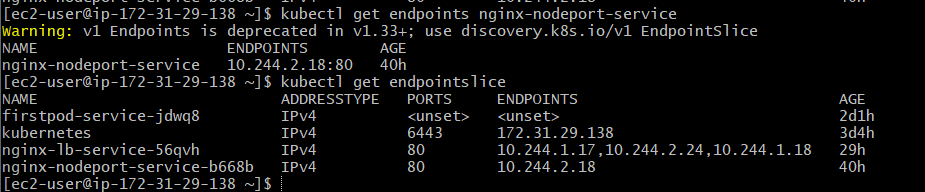 [ec2-user@ip-172-31-29-138 ~]$ kubectl get endpoints nginx-nodeport-service
Warning: v1 Endpoints is deprecated in v1.33+; use discovery.k8s.io/v1 EndpointSlice
NAME ENDPOINTS AGE
nginx-nodeport-service 10.244.2.18:80 40h
[ec2-user@ip-172-31-29-138 ~]$ kubectl get endpointslice
NAME ADDRESSTYPE PORTS ENDPOINTS AGE
firstpod-service-jdwq8 IPv4 <unset> <unset> 2d1h
kubernetes IPv4 6443 172.31.29.138 3d4h
nginx-lb-service-56qvh IPv4 80 10.244.1.17,10.244.2.24,10.244.1.18 29h
nginx-nodeport-service-b668b IPv4 80 10.244.2.18 40h
[ec2-user@ip-172-31-29-138 ~]$